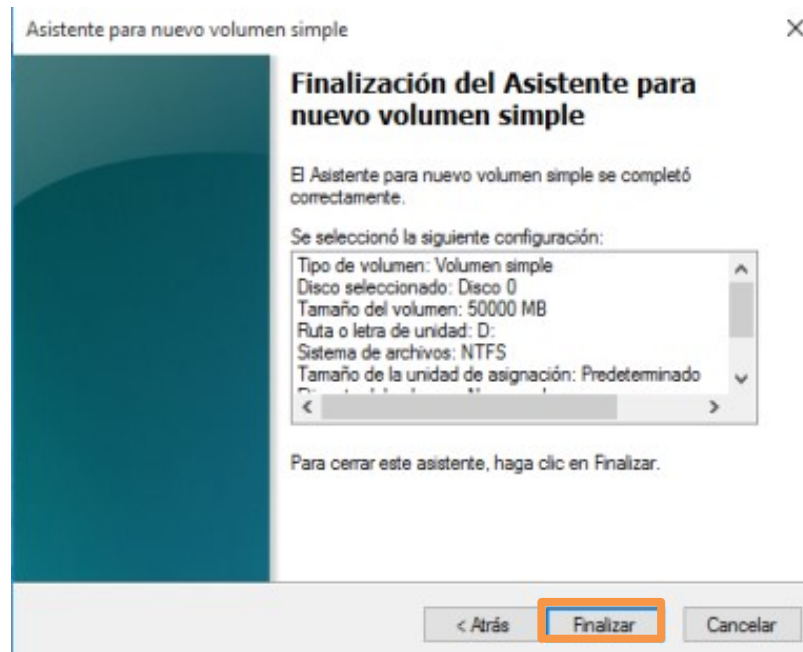 Asistente para nuevo volumen simple
Finalización del Asistente para
nuevo volumen simple
El Asistente para nuevo volumen simple se completó
correctamente.
Se seleccionó la siguiente configuración:
Tipo de volumen: Volumen simple
Disco seleccionado: Disco 0
Tamaño del volumen: 50000 MB
Ruta o letra de unidad: D:
Sistema de archivos: NTFS
Tamaño de la unidad de asignación: Predeterminado
Para cerrar este asistente, haga clic en Finalizar.
< Atrás
Finalizar
Cancelar